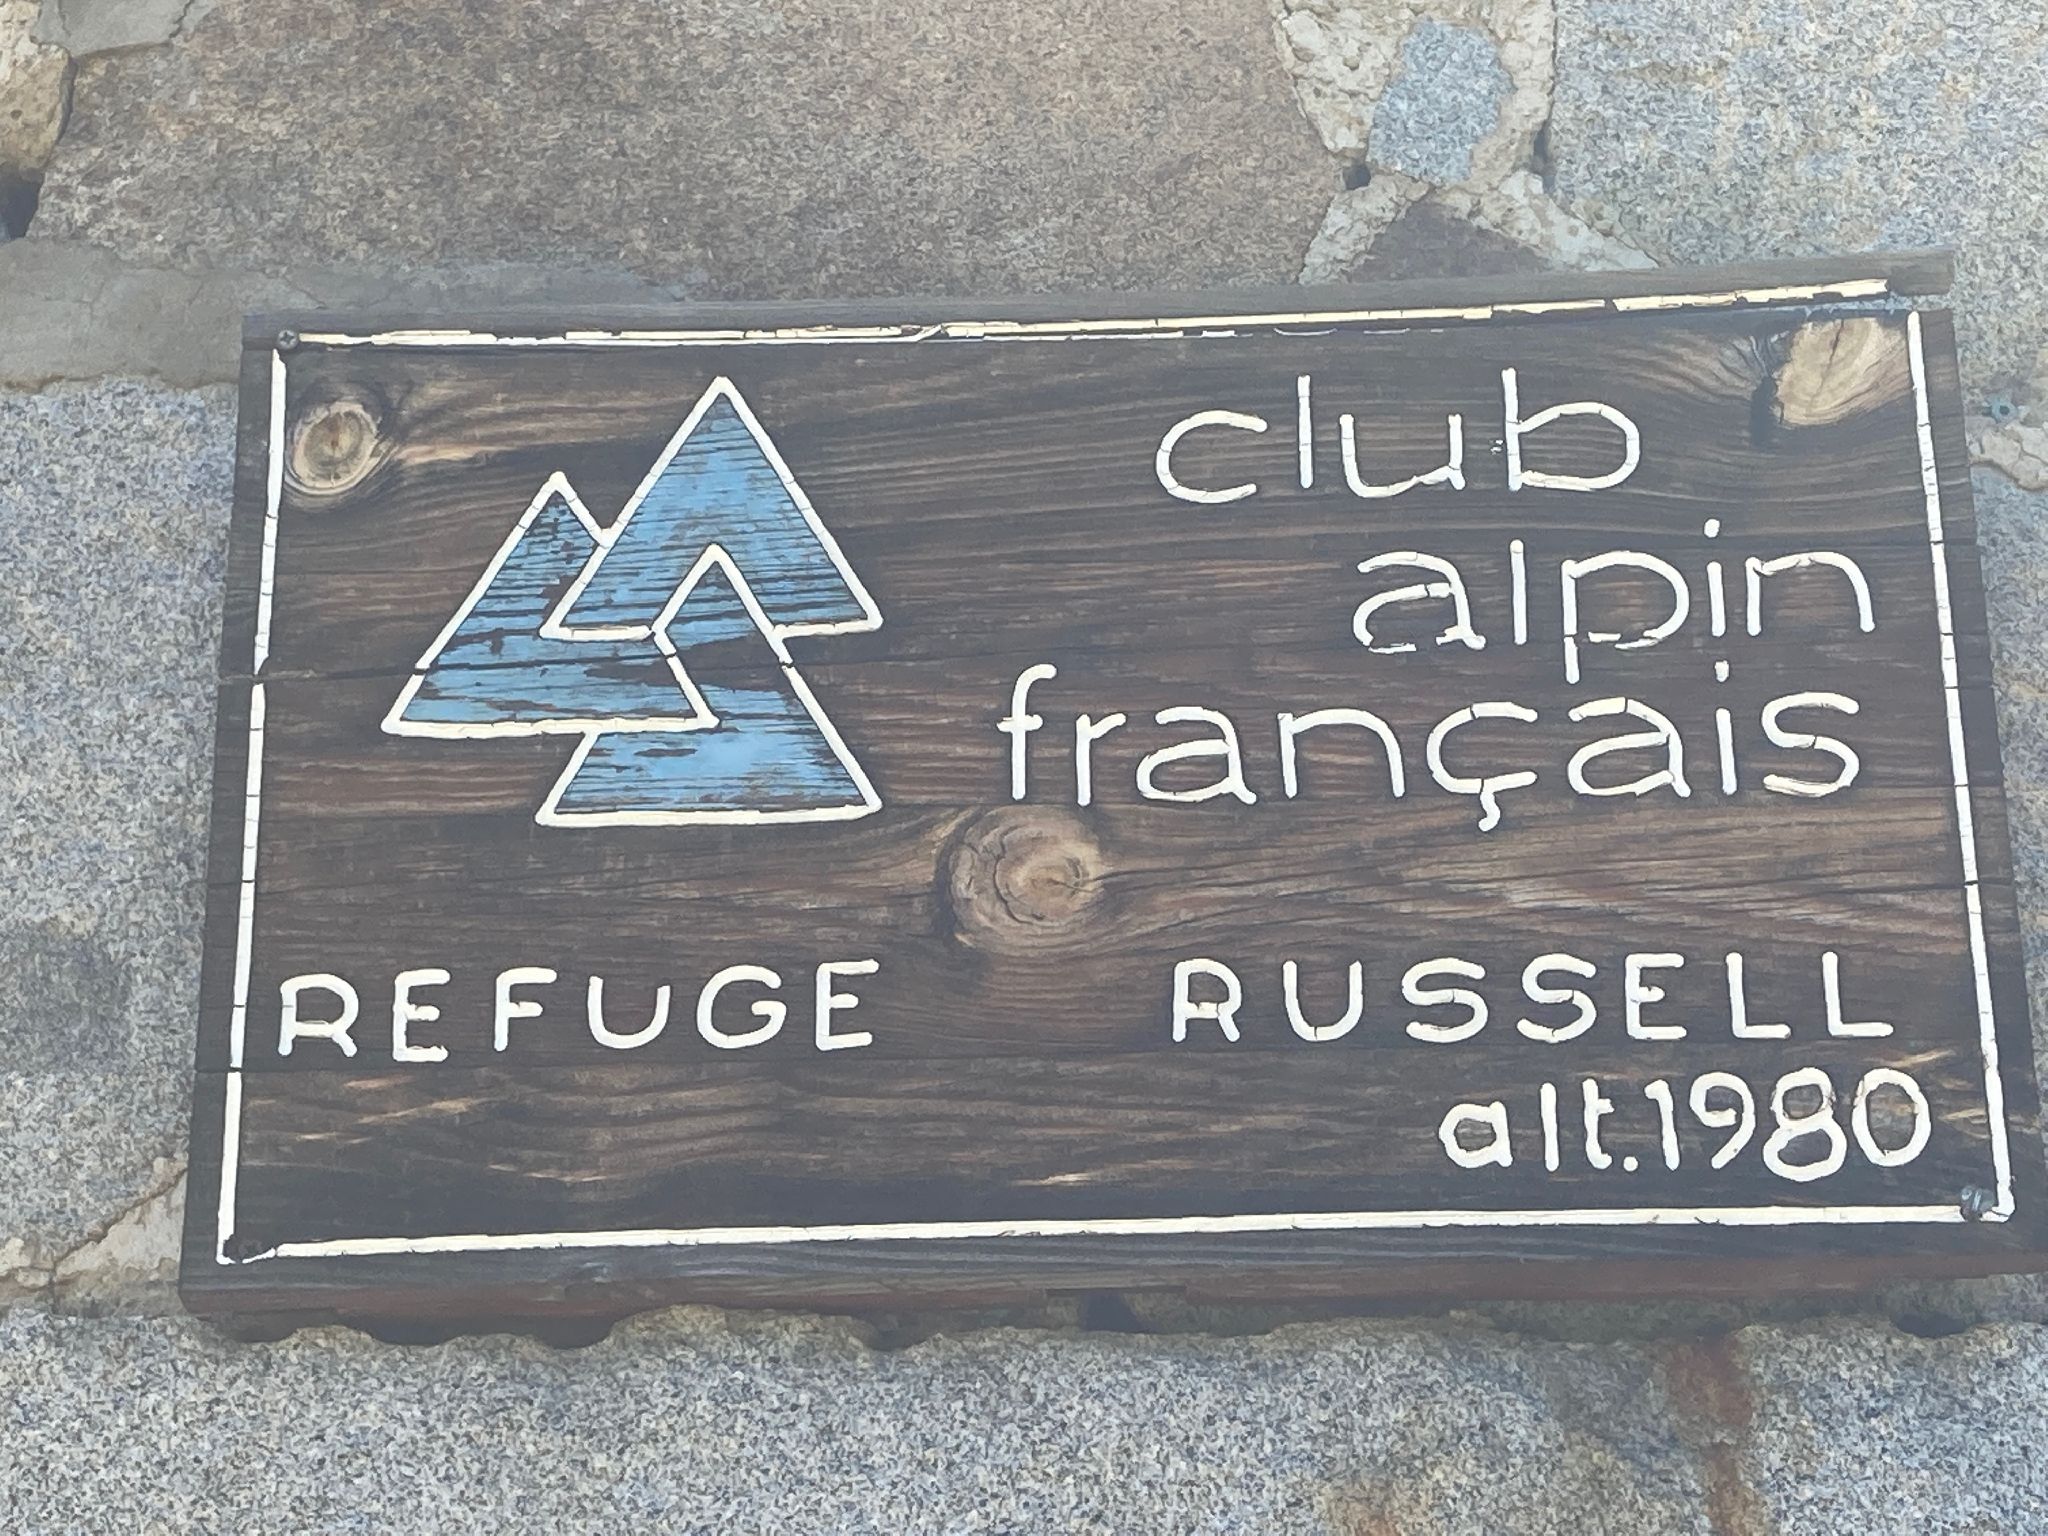 club
alpin
français
REFUGE RUSSELL
alt.1980